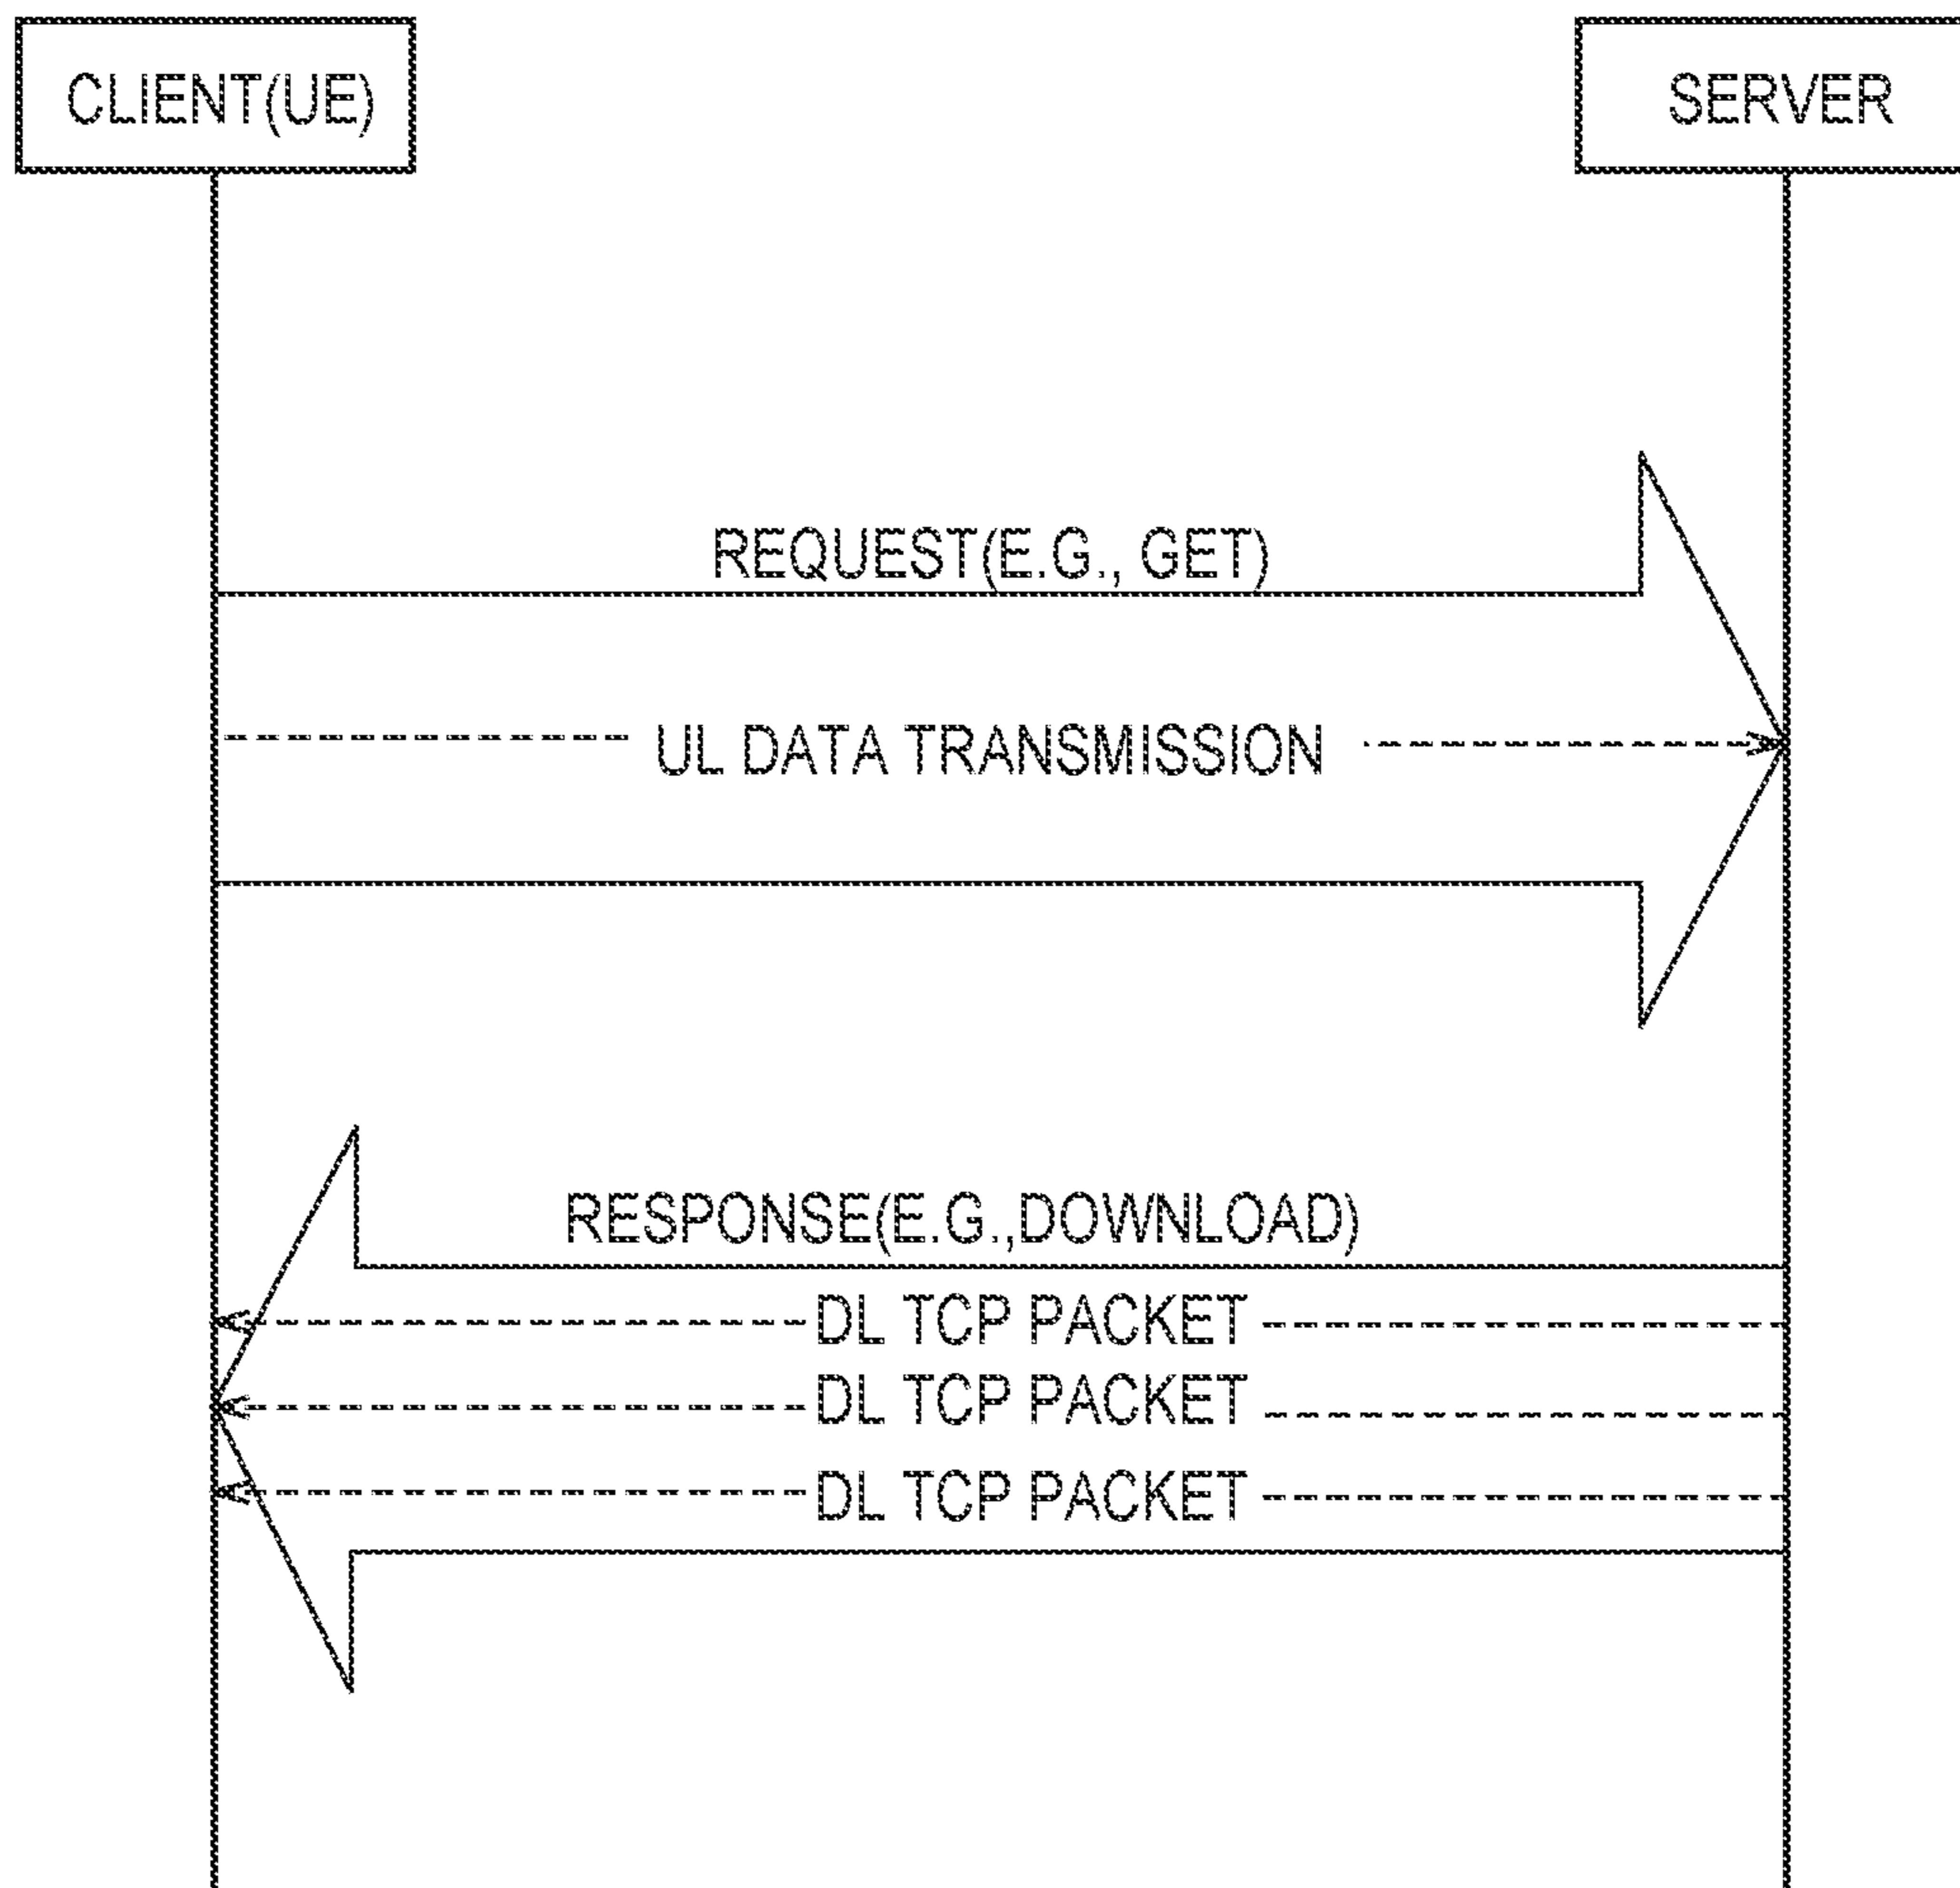 CLIENT(UE)
SERVER
REQUEST(E.G., GET)
UL DATA TRANSMISSION
RESPONSE(E.G.,DOWNLOAD)
DL TCP PACKET
DL TCP PACKET
DL TCP PACKET